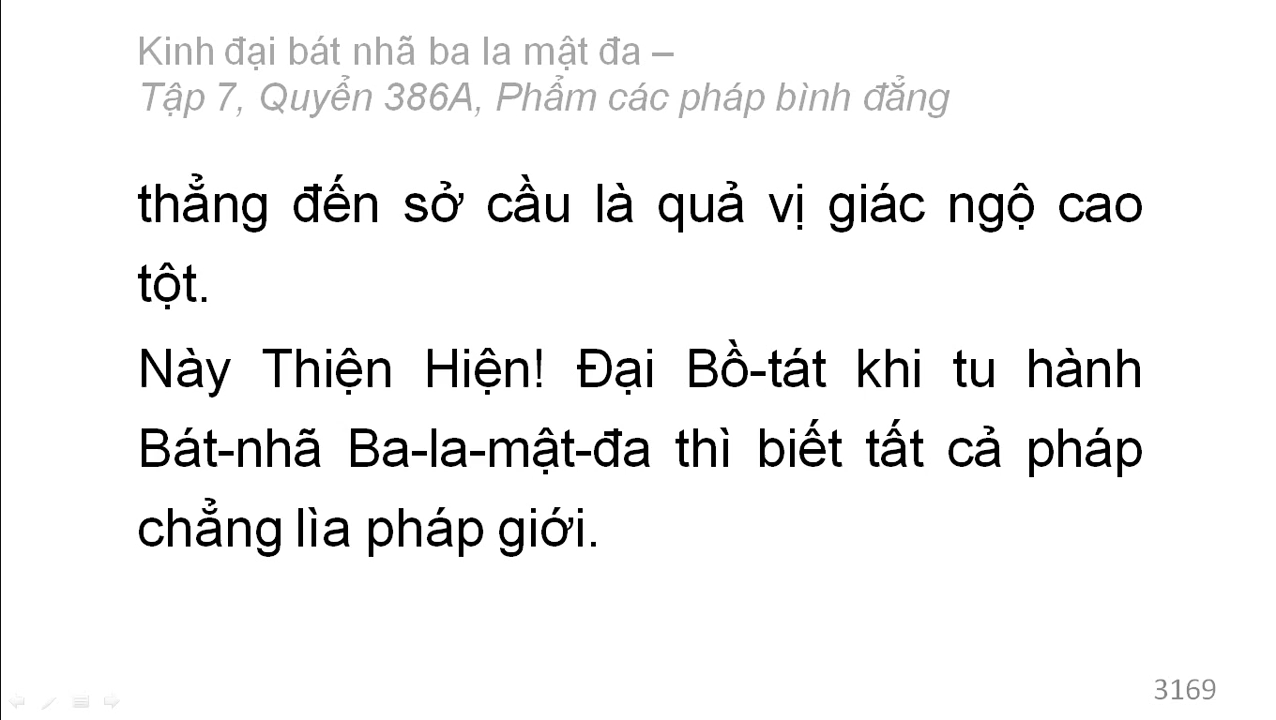 Kinh đại bát nhã ba la mật đa –
Tập 7, Quyển 386A, Phẩm các pháp bình đẳng
thẳng đến sở cầu là quả vị giác ngộ cao
tột.
Này Thiện Hiện! Đại Bồ-tát khi tu hành
Bát-nhã Ba-la-mật-đa thì biết tất cả pháp
chẳng lìa pháp giới.
3169